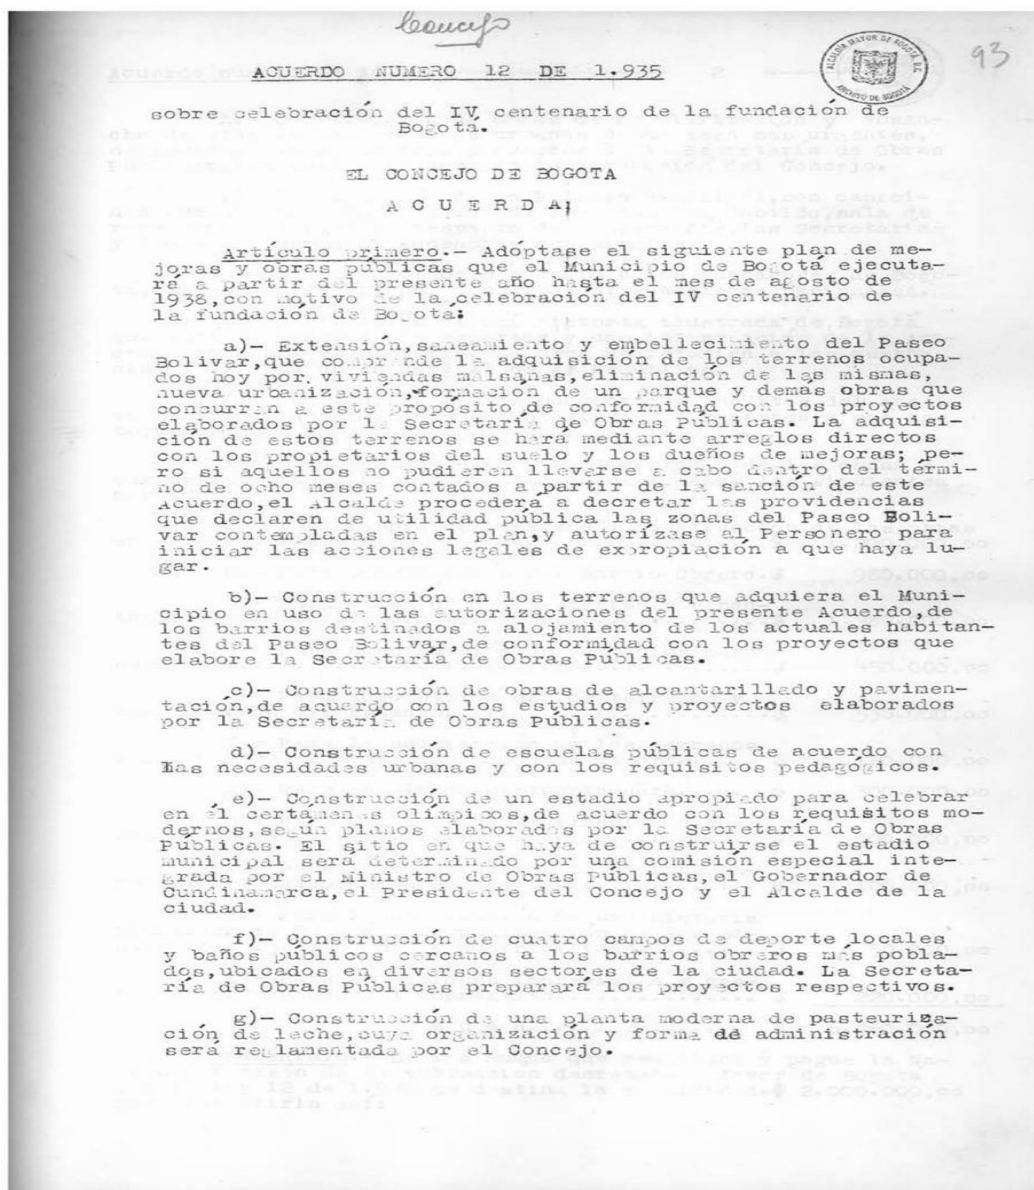 Concejo
93
ALCALDIA MAYOR DE BOGOTA D.C.
ARCHIVO DE BOGOTA
ACUERDO NUMERO 12 DE 1.935
sobre celebración del IV, centenario de la fundación de
Bogotá.
EL CONCEJO DE BOGOTA
A C U E R D A;
Artículo primero.- Adóptase el siguiente plan de me-
joras y obras públicas que el Municipio de Bogotá ejecuta-
rá a partir del presente año hasta el mes de agosto de
1938,con motivo de la celebración del IV centenario de
la fundación de Bogotá:
a)- Extensión,saneamiento y embellecimiento del Paseo
Bolivar,que comprende la adquisición de los terrenos ocupa-
dos hoy por viviendas malsanas,eliminación de las mismas,
nueva urbanización,formación de un parque y demás obras que
concurran a este propósito de conformidad con los proyectos
elaborados por la Secretaría de Obras Públicas. La adquisi-
ción de estos terrenos se hará mediante arreglos directos
con los propietarios del suelo y los dueños de mejoras; pe-
ro si aquellos no pudieren llevarse a cabo dentro del térmi-
no de ocho meses contados a partir de la sanción de este
Acuerdo,el Alcalde procederá a decretar las providencias
que declaren de utilidad pública las zonas del Paseo Boli-
var contempladas en el plan,y autorízase al Personero para
iniciar las acciones legales de expropiación a que haya lu-
gar.
b)- Construcción en los terrenos que adquiera el Muni-
cipio en uso de las autorizaciones del presente Acuerdo,de
los barrios destinados a alojamiento de los actuales habitan-
tes del Paseo Bolivar,de conformidad con los proyectos que
elabore la Secretaría de Obras Públicas.
c)- Construcción de obras de alcantarillado y pavimen-
tación,de acuerdo con los estudios y proyectos elaborados
por la Secretaría de Obras Públicas.
d)- Construcción de escuelas públicas de acuerdo con
las necesidades urbanas y con los requisitos pedagógicos.
e)- Construcción de un estadio apropiado para celebrar
en él certámenes olímpicos,de acuerdo con los requisitos mo-
dernos,según planos elaborados por la Secretaría de Obras
Públicas. El sitio en que haya de construirse el estadio
municipal será determinado por una comisión especial inte-
grada por el Ministro de Obras Públicas,el Gobernador de
Cundinamarca,el Presidente del Concejo y el Alcalde de la
ciudad.
f)- Construcción de cuatro campos de deporte locales
y baños públicos cercanos a los barrios obreros más pobla-
dos,ubicados en diversos sectores de la ciudad. La Secreta-
ría de Obras Públicas preparará los proyectos respectivos.
g)- Construcción de una planta moderna de pasteuriza-
ción de leche,cuya organización y forma de administración
será reglamentada por el Concejo.